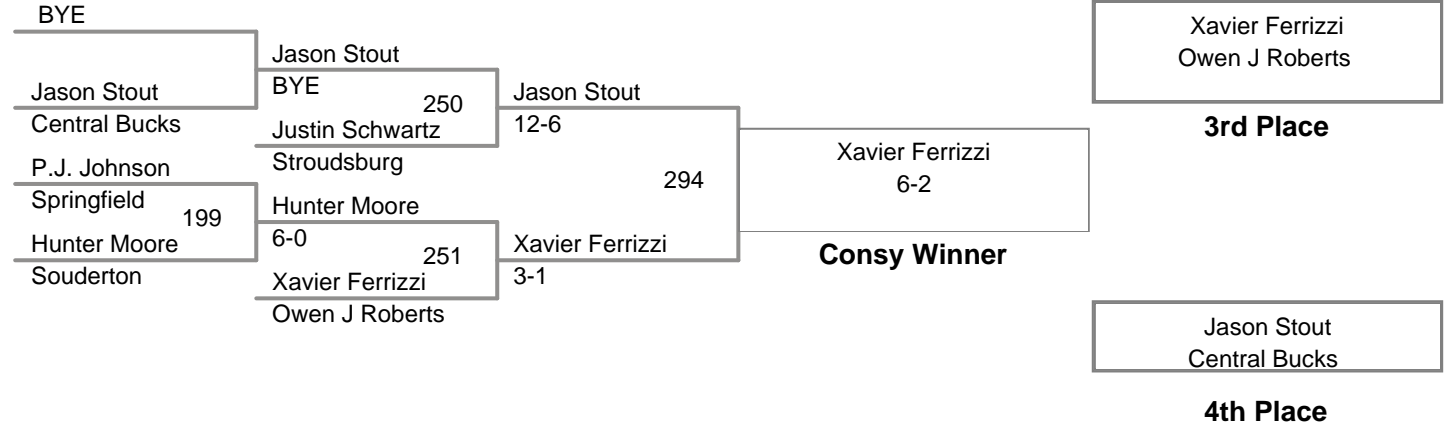 BYE
Jason Stout
Central Bucks
P.J. Johnson
Springfield
199
Hunter Moore
Souderton
Jason Stout
BYE
250
Justin Schwartz
Stroudsburg
Hunter Moore
6-0
251
Xavier Ferrizzi
Owen J Roberts
Jason Stout
12-6
294
Xavier Ferrizzi
3-1
Xavier Ferrizzi
6-2
Consy Winner
Xavier Ferrizzi
Owen J Roberts
3rd Place
Jason Stout
Central Bucks
4th Place